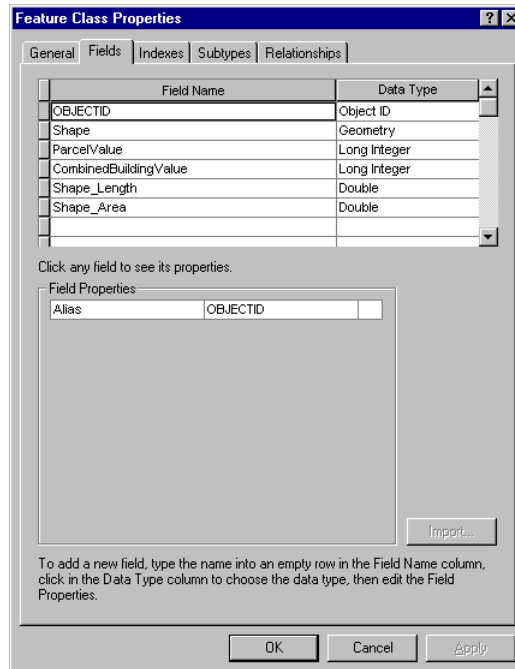 Feature Class Properties
General Fields Indexes Subtypes Relationships
Field Name Data Type
OBJECTID Object ID
Shape Geometry
ParcelValue Long Integer
CombinedBuildingValue Long Integer
Shape_Length Double
Shape_Area Double
Click any field to see its properties.
Field Properties
Alias OBJECTID
Import...
To add a new field, type the name into an empty row in the Field Name column,
click in the Data Type column to choose the data type, then edit the Field
Properties.
OK Cancel Apply